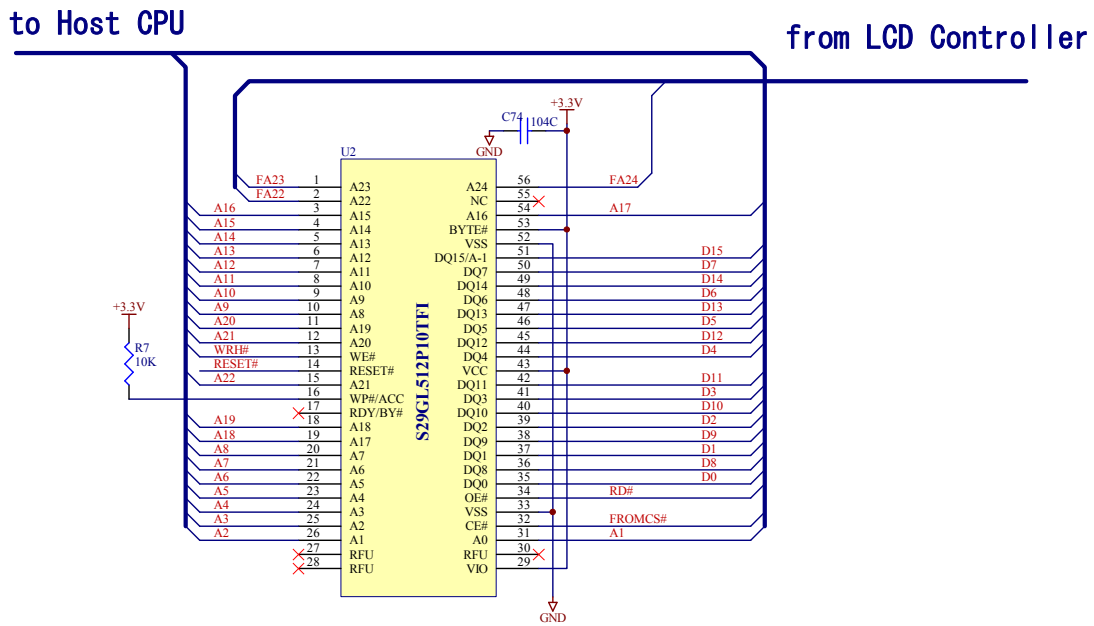 to Host CPU
from LCD Controller
+3.3V
C74 104C
GND
U2
FA23 1 A23 A24 56 FA24
FA22 2 A22 NC 55
A16 3 A15 A16 54 A17
A15 4 A14 BYTE# 53
A14 5 A13 VSS 52
A13 6 A12 DQ15/A-1 51 D15
A12 7 A11 DQ7 50 D7
A11 8 A10 DQ14 49 D14
A10 9 A9 DQ6 48 D6
A9 10 A8 DQ13 47 D13
A20 11 A19 DQ5 46 D5
A21 12 A20 DQ12 45 D12
WRH# 13 WE# DQ4 44 D4
RESET# 14 RESET# VCC 43
A22 15 A21 DQ11 42 D11
16 WP#/ACC DQ3 41 D3
17 RDY/BY# DQ10 40 D10
A19 18 A18 DQ2 39 D2
A18 19 A17 DQ9 38 D9
A8 20 A7 DQ1 37 D1
A7 21 A6 DQ8 36 D8
A6 22 A5 DQ0 35 D0
A5 23 A4 OE# 34 RD#
A4 24 A3 VSS 33
A3 25 A2 CE# 32 FROMCS#
A2 26 A1 A0 31 A1
27 RFU RFU 30
28 RFU VIO 29
S29GL512P10TFI
+3.3V
R7
10K
GND